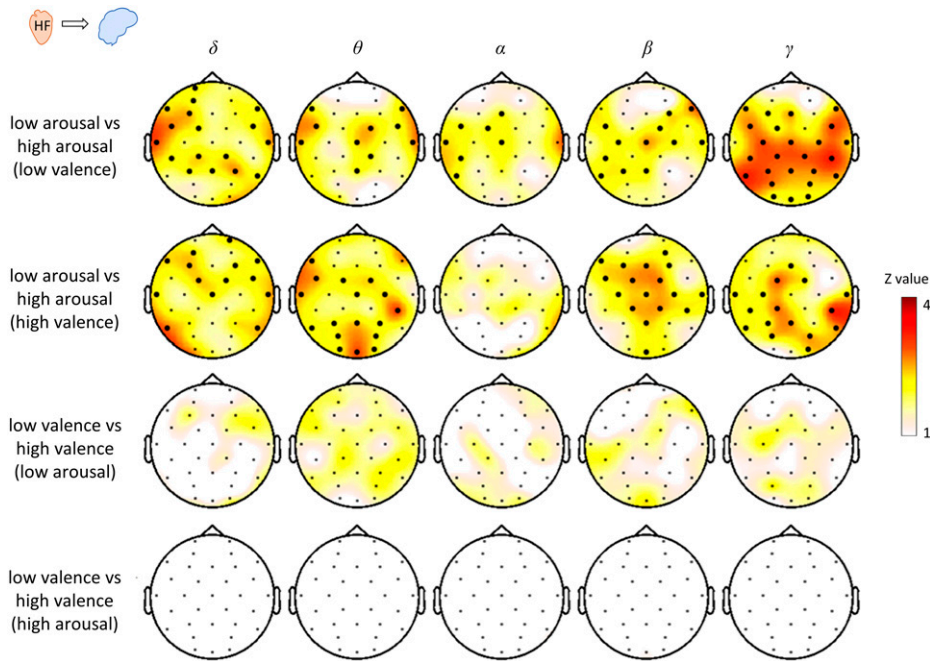 HF
δ θ α β γ
low arousal vs
high arousal
(low valence)
low arousal vs
high arousal
(high valence)
Z value
4
1
low valence vs
high valence
(low arousal)
low valence vs
high valence
(high arousal)